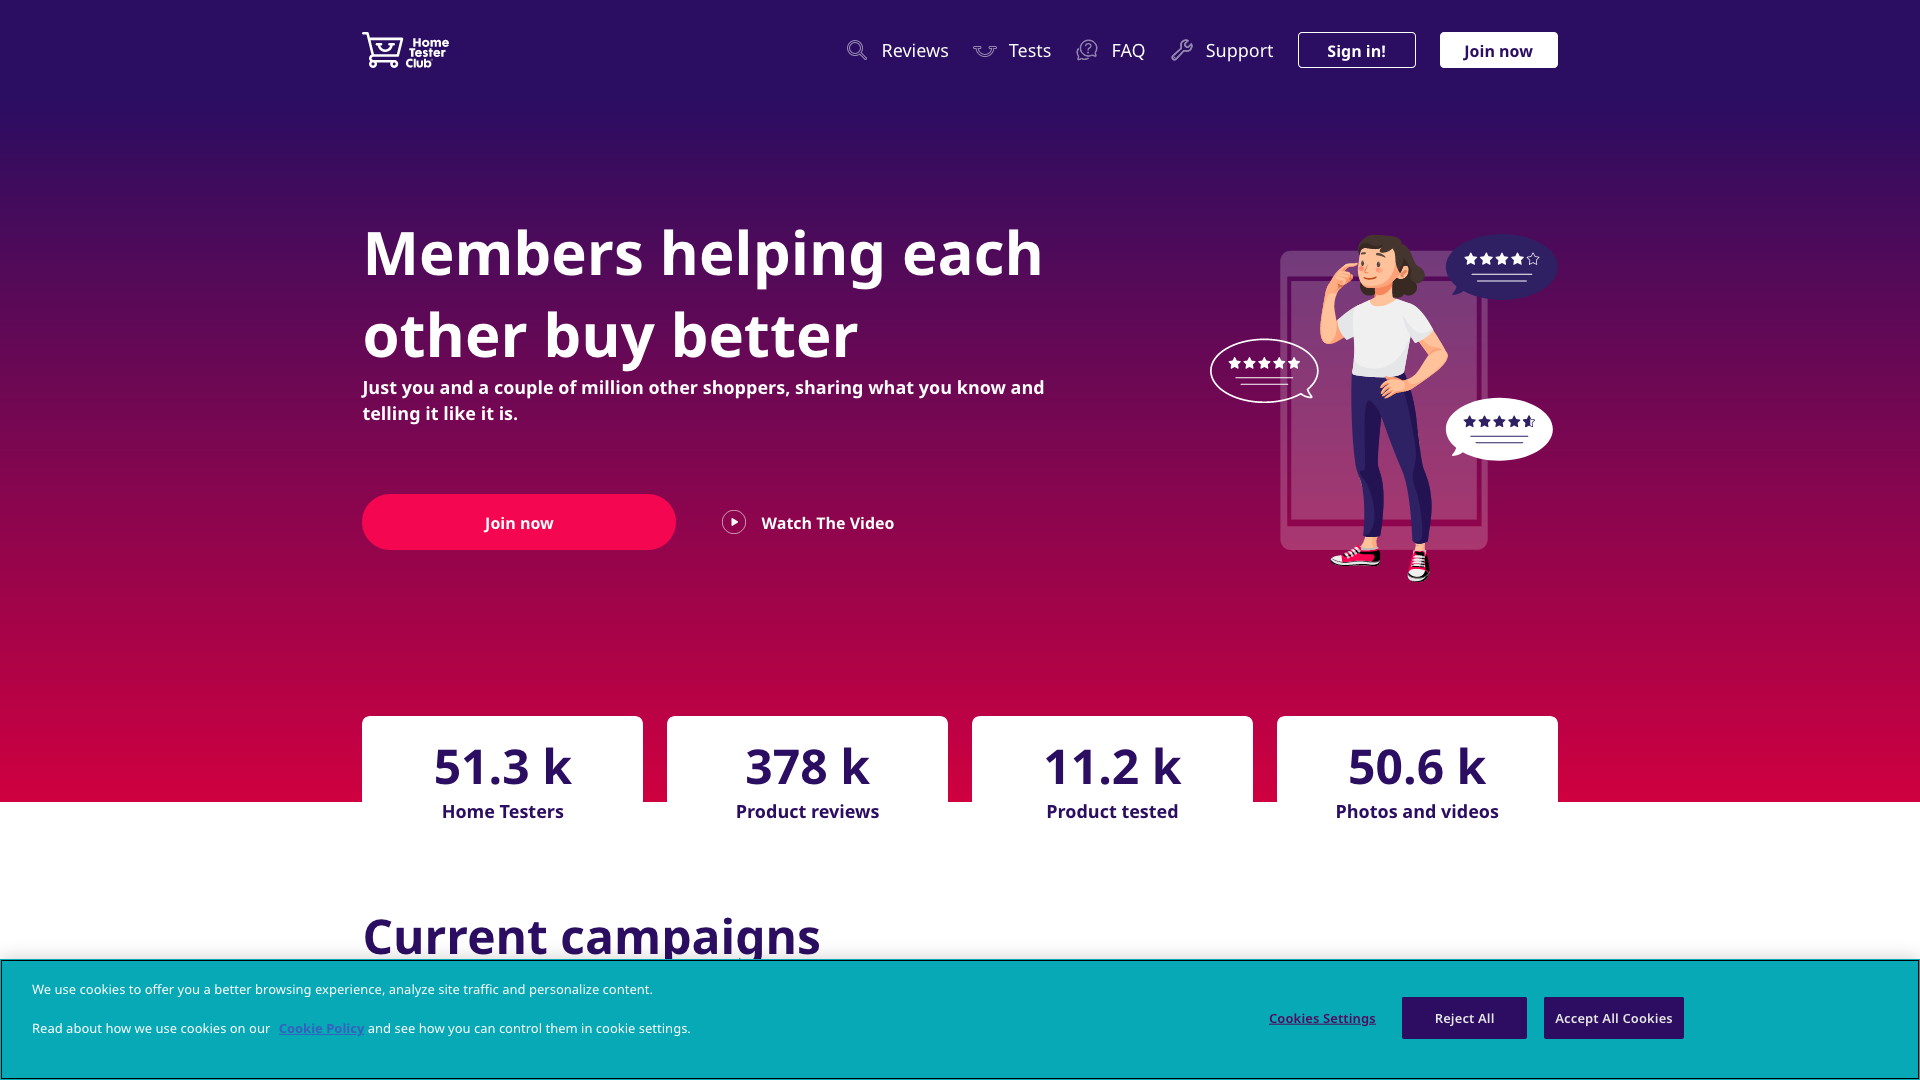 Home
Tester
Club
Reviews
Tests
FAQ
Support
Sign in!
Join now
Members helping each
other buy better
Just you and a couple of million other shoppers, sharing what you know and
telling it like it is.
Join now
Watch The Video
51.3 k
Home Testers
378 k
Product reviews
11.2 k
Product tested
50.6 k
Photos and videos
Current campaigns
We use cookies to offer you a better browsing experience, analyze site traffic and personalize content.
Read about how we use cookies on our Cookie Policy and see how you can control them in cookie settings.
Cookies Settings
Reject All
Accept All Cookies